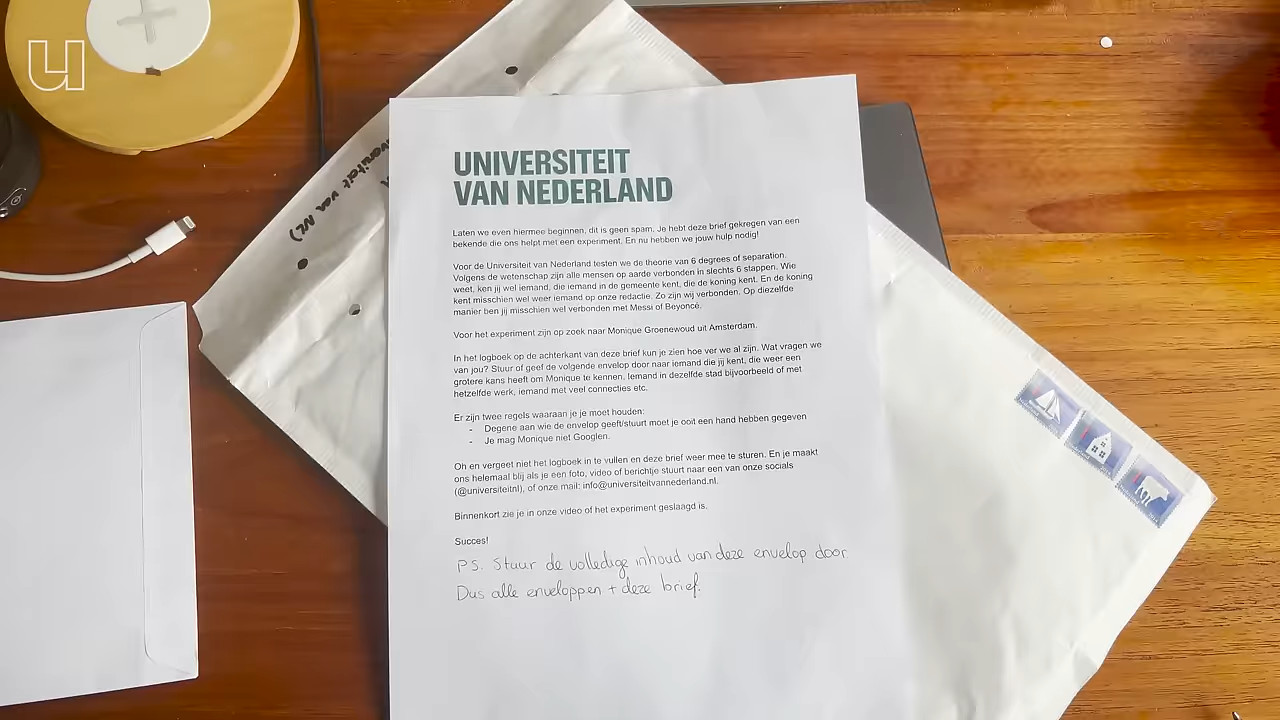 UNIVERSITEIT
VAN NEDERLAND
Laten we even hiermee beginnen, dit is geen spam. Je hebt deze brief gekregen van een
bekende die ons helpt met een experiment. En nu hebben we jouw hulp nodig!
Voor de Universiteit van Nederland testen we de theorie van 6 degrees of separation.
Volgens de wetenschap zijn alle mensen op aarde verbonden in slechts 6 stappen. Wie
weet, ken jij wel iemand, die iemand in de gemeente kent, die de koning kent. En de koning
kent misschien wel weer iemand op onze redactie. Zo zijn wij verbonden. Op diezelfde
manier ben jij misschien wel verbonden met Messi of Beyoncé.
Voor het experiment zijn op zoek naar Monique Groenewoud uit Amsterdam.
In het logboek op de achterkant van deze brief kun je zien hoe ver we al zijn. Wat vragen we
van jou? Stuur of geef de volgende envelop door naar iemand die jij kent, die weer een
grotere kans heeft om Monique te kennen. Iemand in dezelfde stad bijvoorbeeld of met
hetzelfde werk, iemand met veel connecties etc.
Er zijn twee regels waaraan je je moet houden:
- Degene aan wie de envelop geeft/stuurt moet je ooit een hand hebben gegeven
- Je mag Monique niet Googlen.
Oh en vergeet niet het logboek in te vullen en deze brief weer mee te sturen. En je maakt
ons helemaal blij als je een foto, video of berichtje stuurt naar een van onze socials
(@universiteitnl), of onze mail: info@universiteitvannederland.nl.
Binnenkort zie je in onze video of het experiment geslaagd is.
Succes!
PS. Stuur de volledige inhoud van deze envelop door
Dus alle enveloppen + deze brief.
van NL)